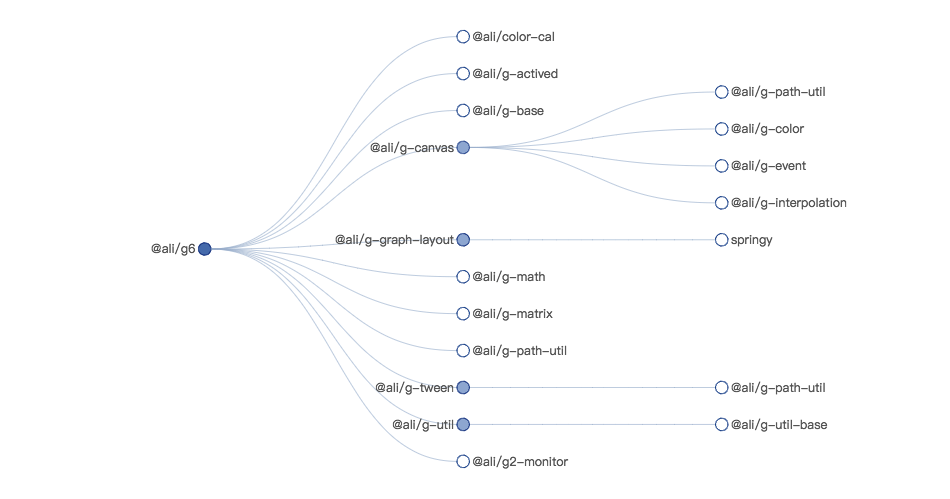 @ali/color-cal
@ali/g-actived
@ali/g-path-util
@ali/g-base
@ali/g-color
@ali/g-canvas
@ali/g-event
@ali/g-interpolation
@ali/g-graph-layout
springy
@ali/g6
@ali/g-math
@ali/g-matrix
@ali/g-path-util
@ali/g-tween
@ali/g-path-util
@ali/g-util
@ali/g-util-base
@ali/g2-monitor